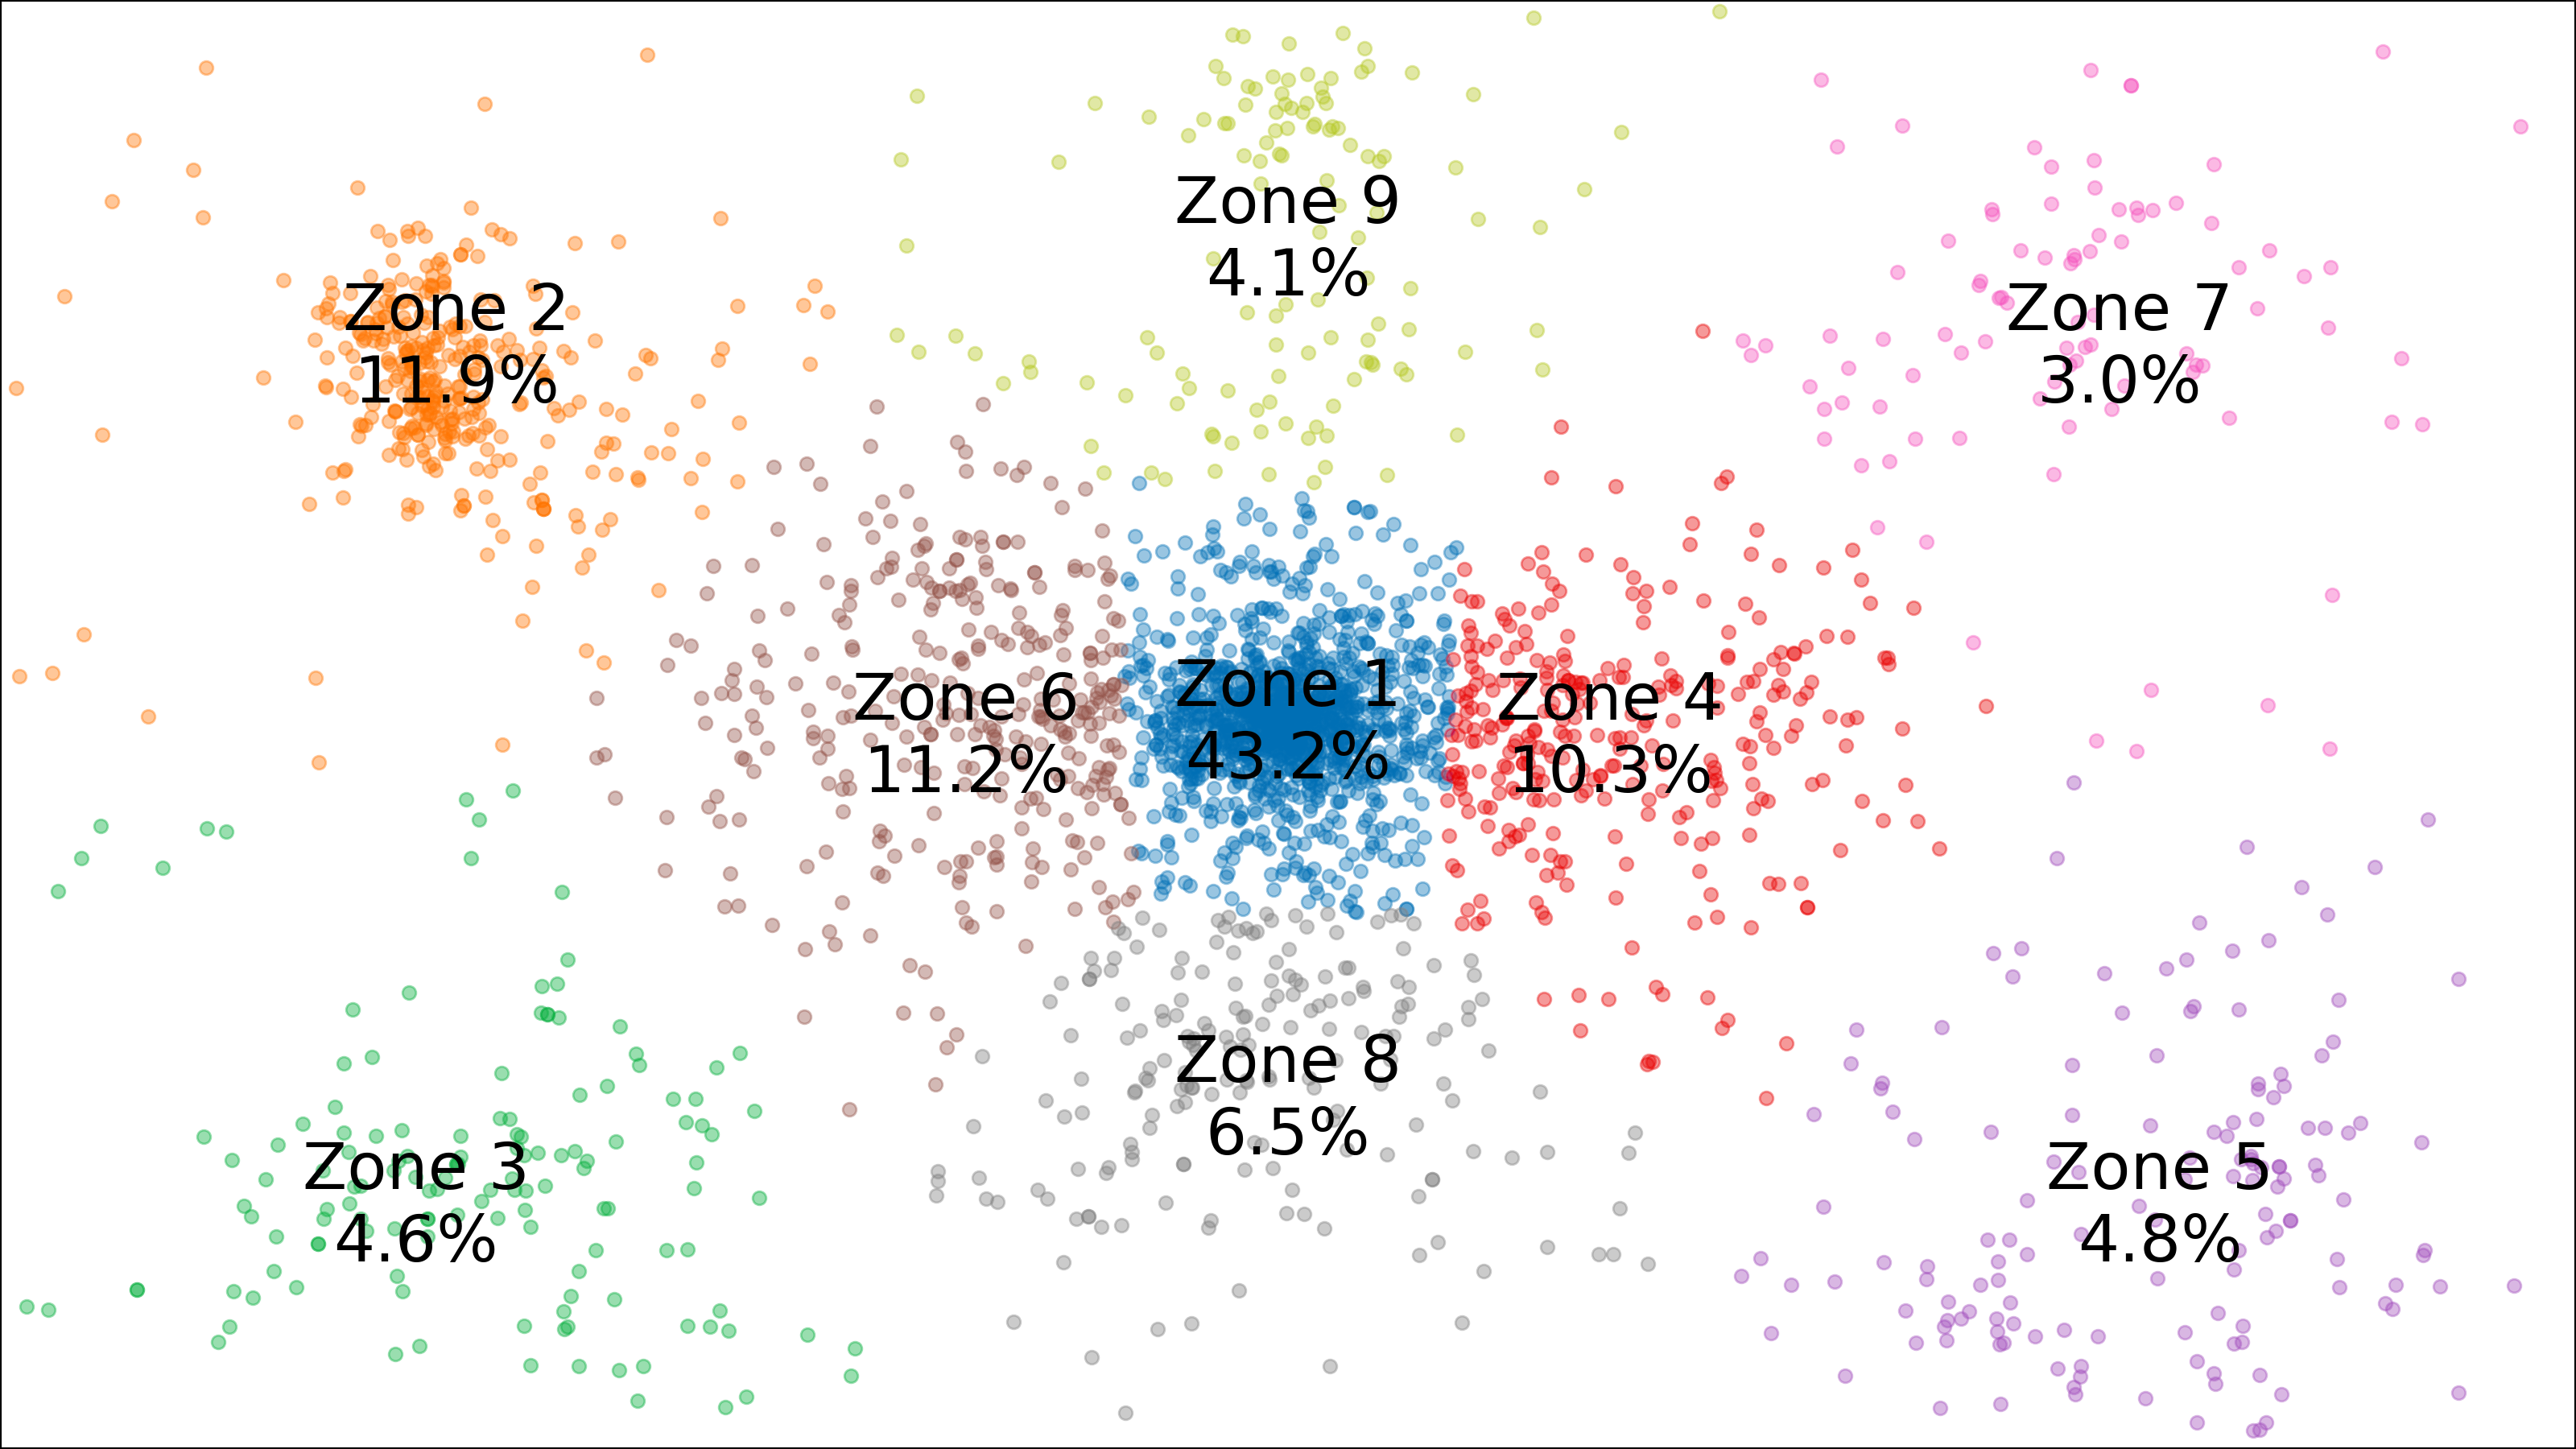 Zone 9
4.1%
Zone 2
11.9%
Zone 7
3.0%
Zone 6
11.2%
Zone 1
43.2%
Zone 4
10.3%
Zone 8
6.5%
Zone 3
4.6%
Zone 5
4.8%